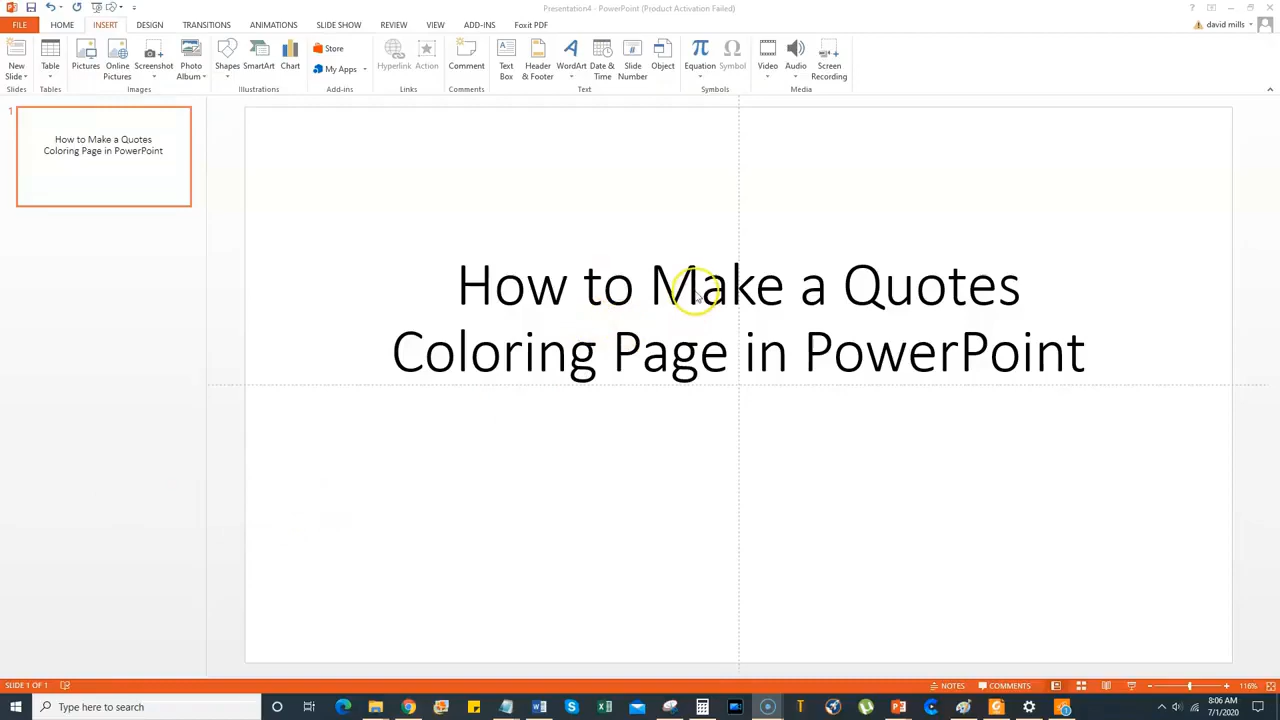 Presentation4 - PowerPoint (Product Activation Failed)
FILE HOME INSERT DESIGN TRANSITIONS ANIMATIONS SLIDE SHOW REVIEW VIEW ADD-INS Foxit PDF
david mills
New Slide
Table
Pictures
Online Pictures
Screenshot
Photo Album
Shapes
SmartArt
Chart
Store
My Apps
Hyperlink
Action
Comment
Text Box
Header & Footer
WordArt
Date & Time
Slide Number
Object
Equation
Symbol
Video
Audio
Screen Recording
Slides Tables Images Illustrations Add-ins Links Comments Text Symbols Media
1
How to Make a Quotes
Coloring Page in PowerPoint
How to Make a Quotes
Coloring Page in PowerPoint
SLIDE 1 OF 1
NOTES COMMENTS 116%
Type here to search
8:06 AM
7/1/2020